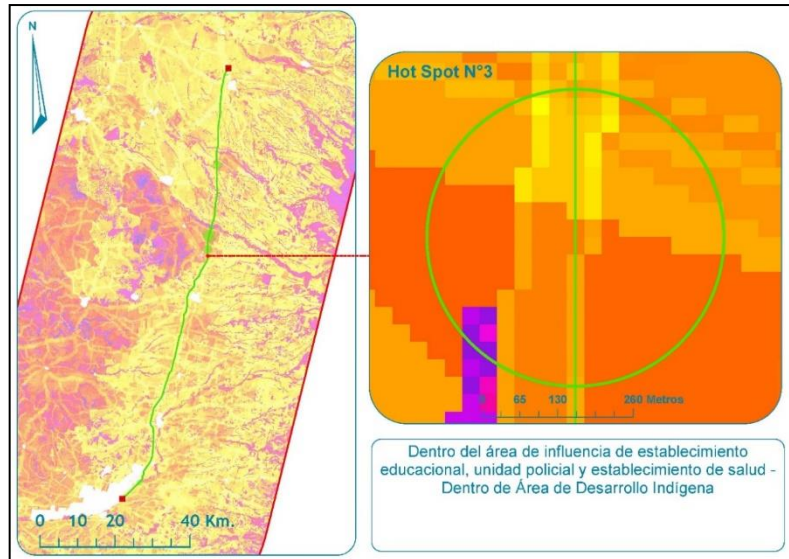 N
0 10 20 40 Km.
Hot Spot N°3
65 130 260 Metros
Dentro del área de influencia de establecimiento
educacional, unidad policial y establecimiento de salud -
Dentro de Área de Desarrollo Indígena